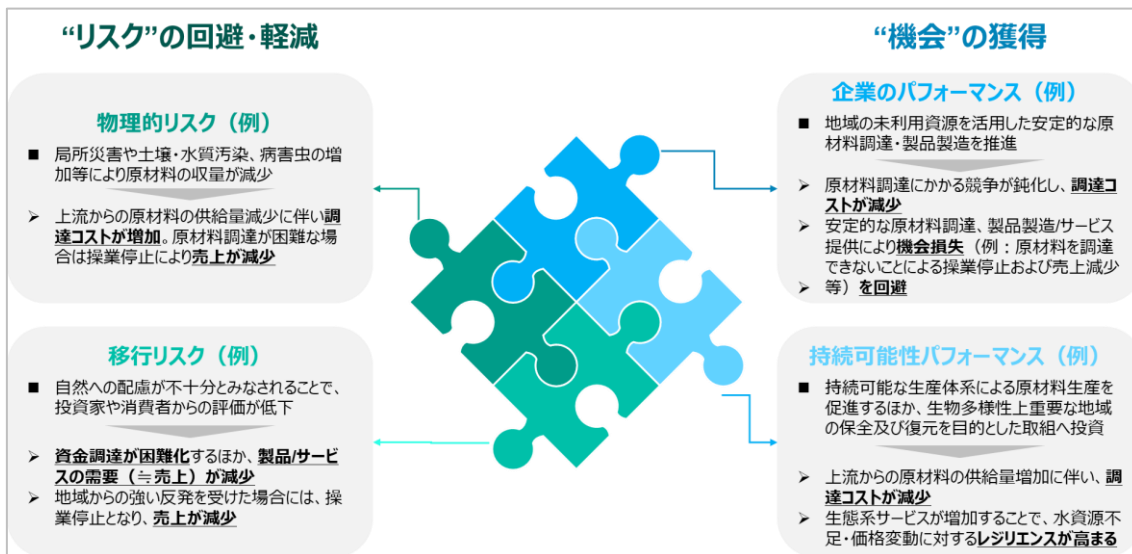 “リスク”の回避・軽減
物理的リスク（例）
■ 局所災害や土壌・水質汚染、病害虫の増
加等により原材料の収量が減少
➢ 上流からの原材料の供給量減少に伴い調
達コストが増加。原材料調達が困難な場
合は操業停止により売上が減少
移行リスク（例）
■ 自然への配慮が不十分とみなされることで、
投資家や消費者からの評価が低下
➢ 資金調達が困難化するほか、製品/サービ
スの需要（≒売上）が減少
➢ 地域からの強い反発を受けた場合には、操
業停止となり、売上が減少
“機会”の獲得
企業のパフォーマンス（例）
■ 地域の未利用資源を活用した安定的な原
材料調達・製品製造を推進
➢ 原材料調達にかかる競争が鈍化し、調達コ
ストが減少
➢ 安定的な原材料調達、製品製造/サービス
提供により機会損失（例：原材料を調達
できないことによる操業停止および売上減少
➢ 等）を回避
持続可能性パフォーマンス（例）
■ 持続可能な生産体系による原材料生産を
促進するほか、生物多様性上重要な地域
の保全及び復元を目的とした取組へ投資
➢ 上流からの原材料の供給量増加に伴い、調
達コストが減少
➢ 生態系サービスが増加することで、水資源不
足・価格変動に対するレジリエンスが高まる